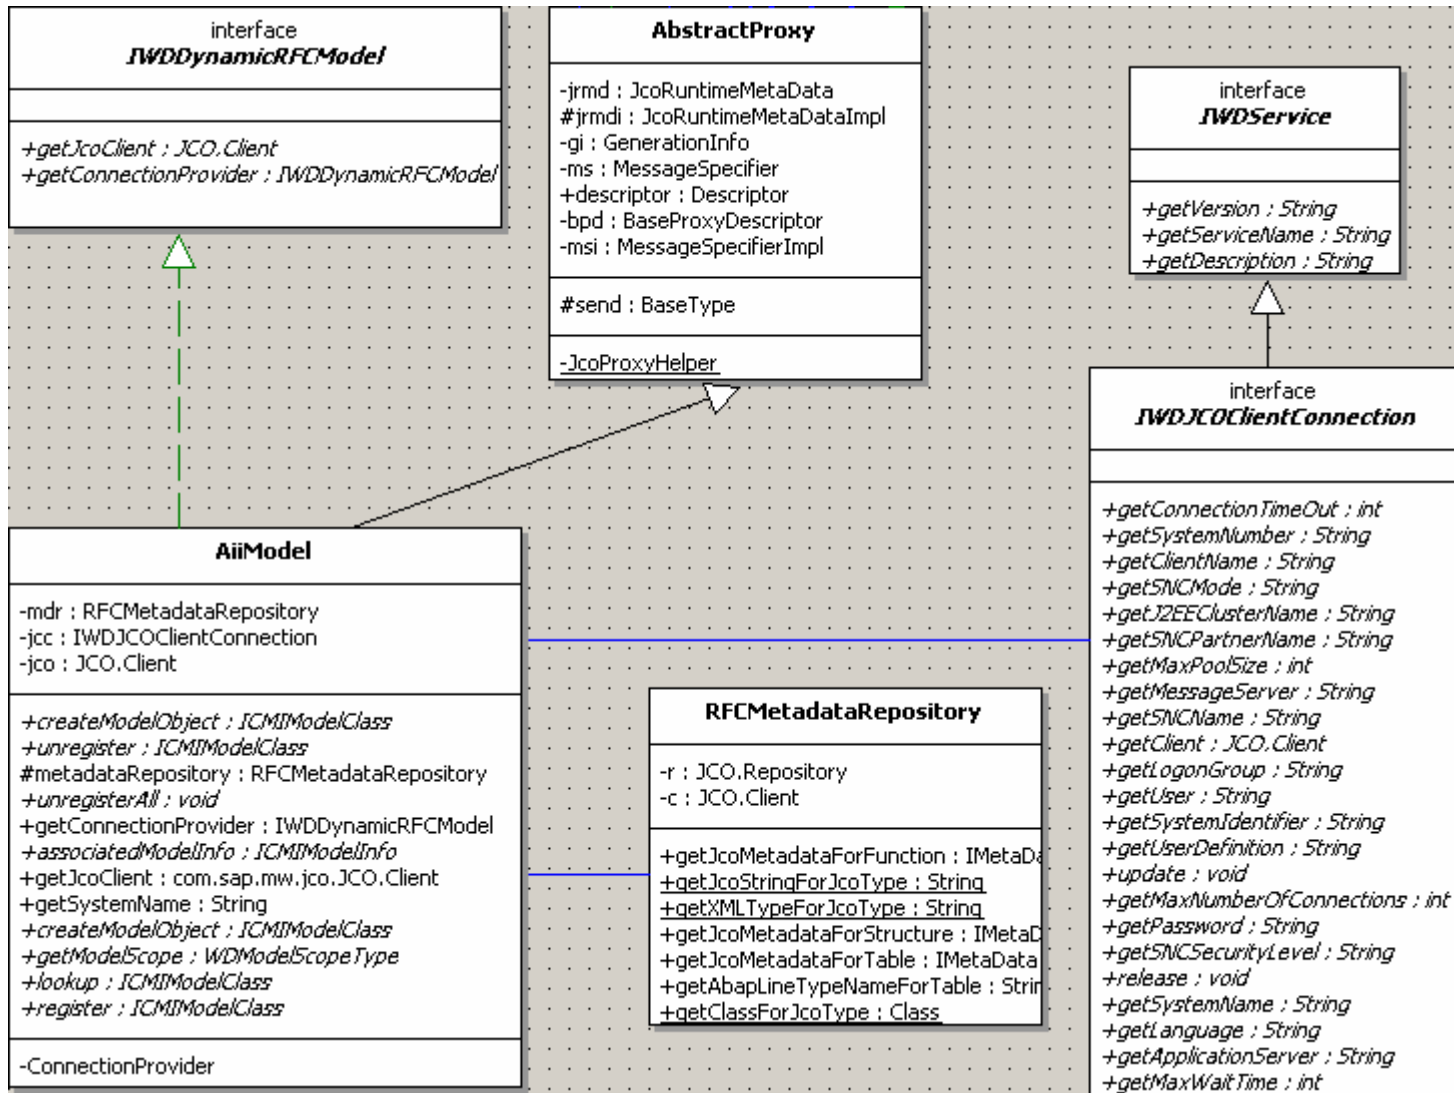 interface
IWDDynamicRFCModel
+getJcoClient : JCO.Client
+getConnectionProvider : IWDDynamicRFCModel
AbstractProxy
-jrmd : JcoRuntimeMetaData
#jrmdi : JcoRuntimeMetaDataImpl
-gi : GenerationInfo
-ms : MessageSpecifier
+descriptor : Descriptor
-bpd : BaseProxyDescriptor
-msi : MessageSpecifierImpl
#send : BaseType
-JcoProxyHelper
interface
IWDService
+getVersion : String
+getServiceName : String
+getDescription : String
interface
IWDJCOClientConnection
+getConnectionTimeOut : int
+getSystemNumber : String
+getClientName : String
+getSNCMode : String
+getJ2EEClusterName : String
+getSNCPartnerName : String
+getMaxPoolSize : int
+getMessageServer : String
+getSNCName : String
+getClient : JCO.Client
+getLogonGroup : String
+getUser : String
+getSystemIdentifier : String
+getUserDefinition : String
+update : void
+getMaxNumberOfConnections : int
+getPassword : String
+getSNCSecurityLevel : String
+release : void
+getSystemName : String
+getLanguage : String
+getApplicationServer : String
+getMaxWaitTime : int
AiiModel
-mdr : RFCMetadataRepository
-jcc : IWDJCOClientConnection
-jco : JCO.Client
+createModelObject : ICMIModelClass
+unregister : ICMIModelClass
#metadataRepository : RFCMetadataRepository
+unregisterAll : void
+getConnectionProvider : IWDDynamicRFCModel
+associatedModelInfo : ICMIModelInfo
+getJcoClient : com.sap.mw.jco.JCO.Client
+getSystemName : String
+createModelObject : ICMIModelClass
+getModelScope : WDModelScopeType
+lookup : ICMIModelClass
+register : ICMIModelClass
-ConnectionProvider
RFCMetadataRepository
-r : JCO.Repository
-c : JCO.Client
+getJcoMetadataForFunction : IMetaDa
+getJcoStringForJcoType : String
+getXMLTypeForJcoType : String
+getJcoMetadataForStructure : IMetaD
+getJcoMetadataForTable : IMetaData
+getAbapLineTypeNameForTable : Strin
+getClassForJcoType : Class